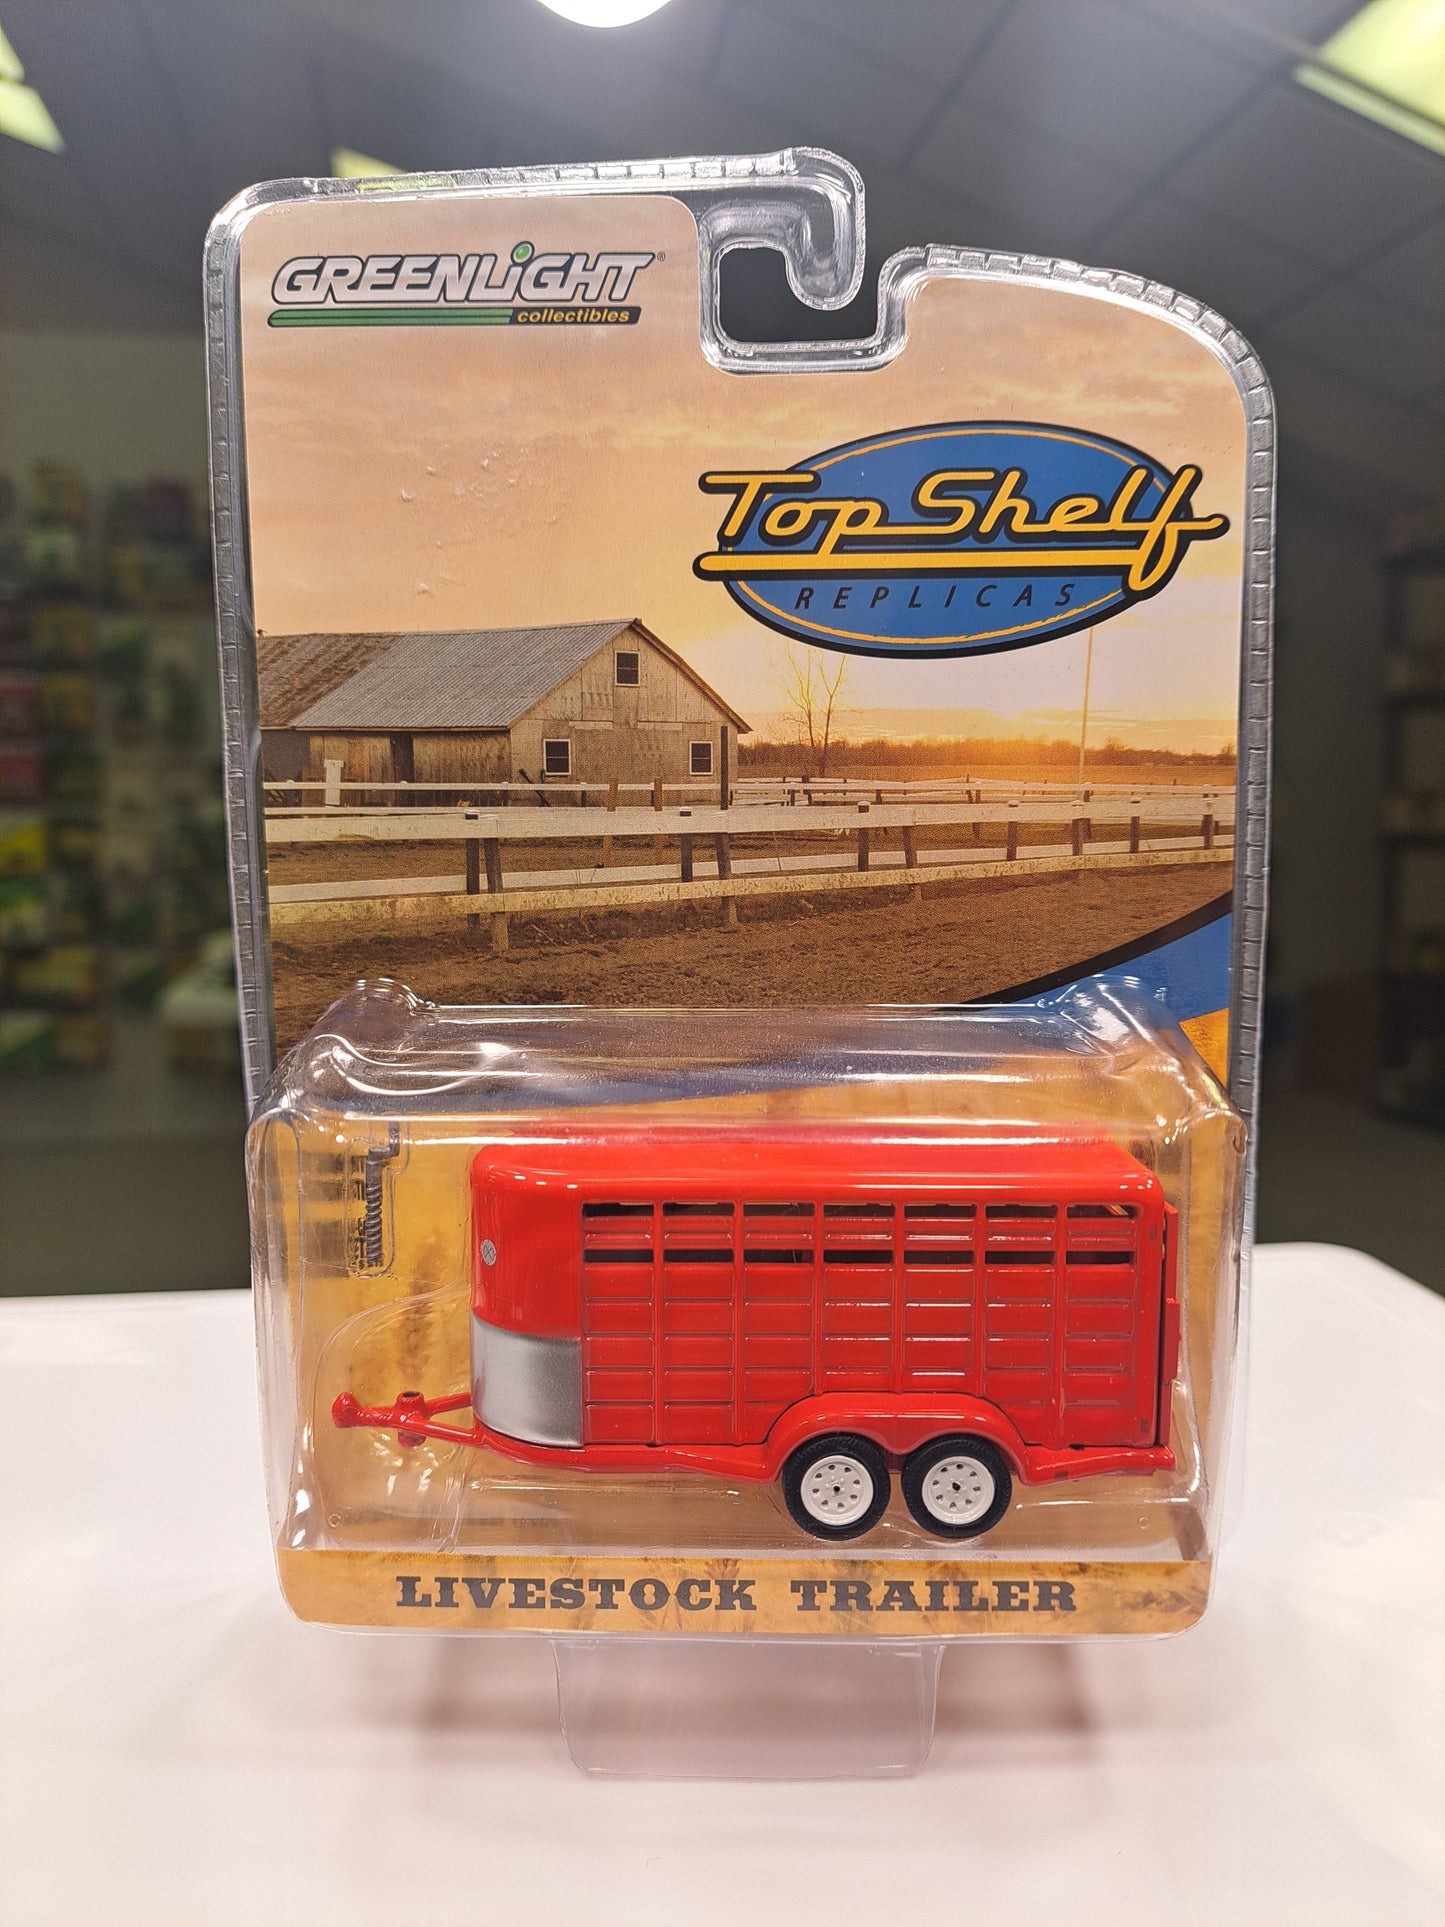 GREENLIGHT®
collectibles
Top Shelf
REPLICAS
LIVESTOCK TRAILER